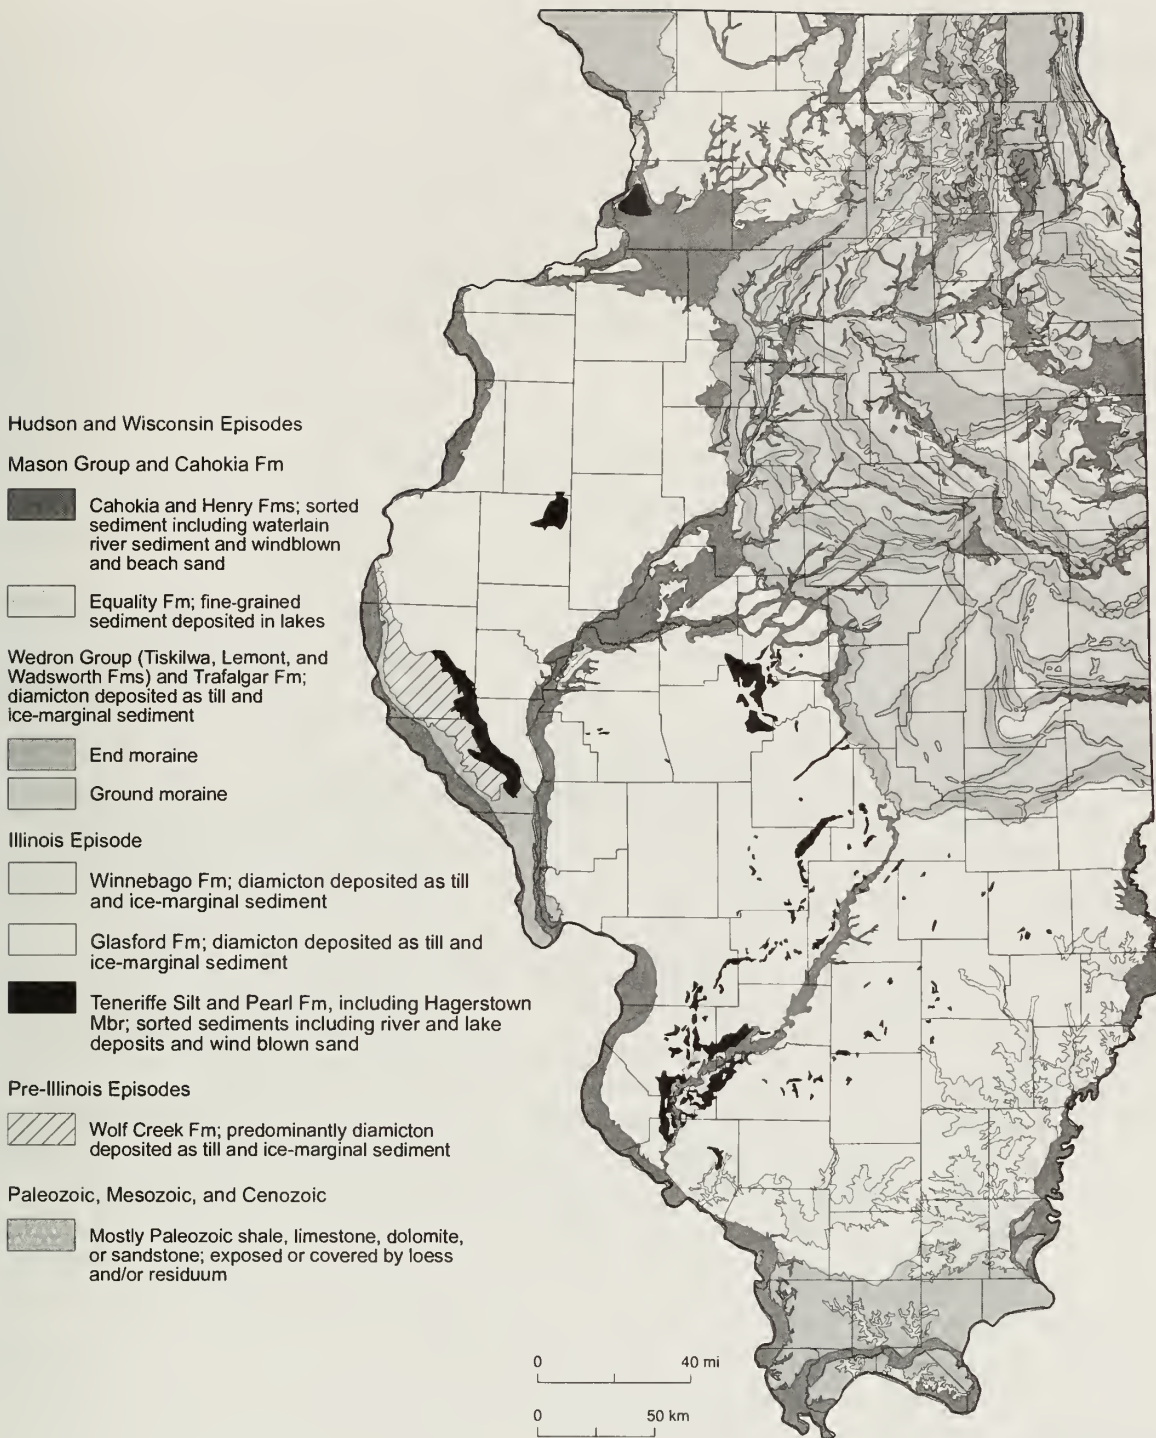 Hudson and Wisconsin Episodes
Mason Group and Cahokia Fm
Cahokia and Henry Fms; sorted
sediment including waterlain
river sediment and windblown
and beach sand
Equality Fm; fine-grained
sediment deposited in lakes
Wedron Group (Tiskilwa, Lemont, and
Wadsworth Fms) and Trafalgar Fm;
diamicton deposited as till and
ice-marginal sediment
End moraine
Ground moraine
Illinois Episode
Winnebago Fm; diamicton deposited as till
and ice-marginal sediment
Glasford Fm; diamicton deposited as till and
ice-marginal sediment
Teneriffe Silt and Pearl Fm, including Hagerstown
Mbr; sorted sediments including river and lake
deposits and wind blown sand
Pre-Illinois Episodes
Wolf Creek Fm; predominantly diamicton
deposited as till and ice-marginal sediment
Paleozoic, Mesozoic, and Cenozoic
Mostly Paleozoic shale, limestone, dolomite,
or sandstone; exposed or covered by loess
and/or residuum
0 40 mi
0 50 km